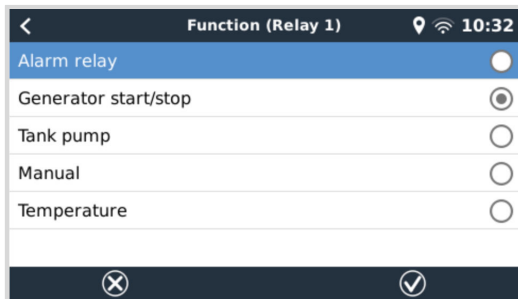 Function (Relay 1) 10:32
Alarm relay
Generator start/stop
Tank pump
Manual
Temperature